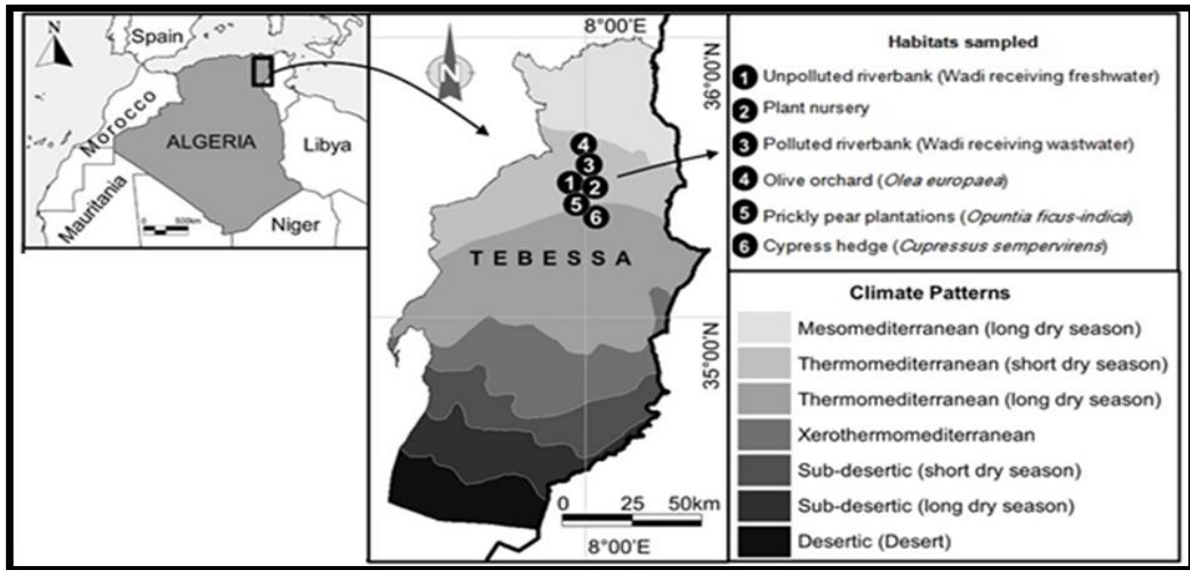 N
Spain
Morocco
ALGERIA
Libya
Mauritania
0 500km
Niger
8°00'E
N
36°00'N
4
3
1 2
5
6
TEBESSA
35°00'N
0 25 50km
8°00'E
Habitats sampled
1 Unpolluted riverbank (Wadi receiving freshwater)
2 Plant nursery
3 Polluted riverbank (Wadi receiving wastwater)
4 Olive orchard (Olea europaea)
5 Prickly pear plantations (Opuntia ficus-indica)
6 Cypress hedge (Cupressus sempervirens)
Climate Patterns
Mesomediterranean (long dry season)
Thermomediterranean (short dry season)
Thermomediterranean (long dry season)
Xerothermomediterranean
Sub-desertic (short dry season)
Sub-desertic (long dry season)
Desertic (Desert)